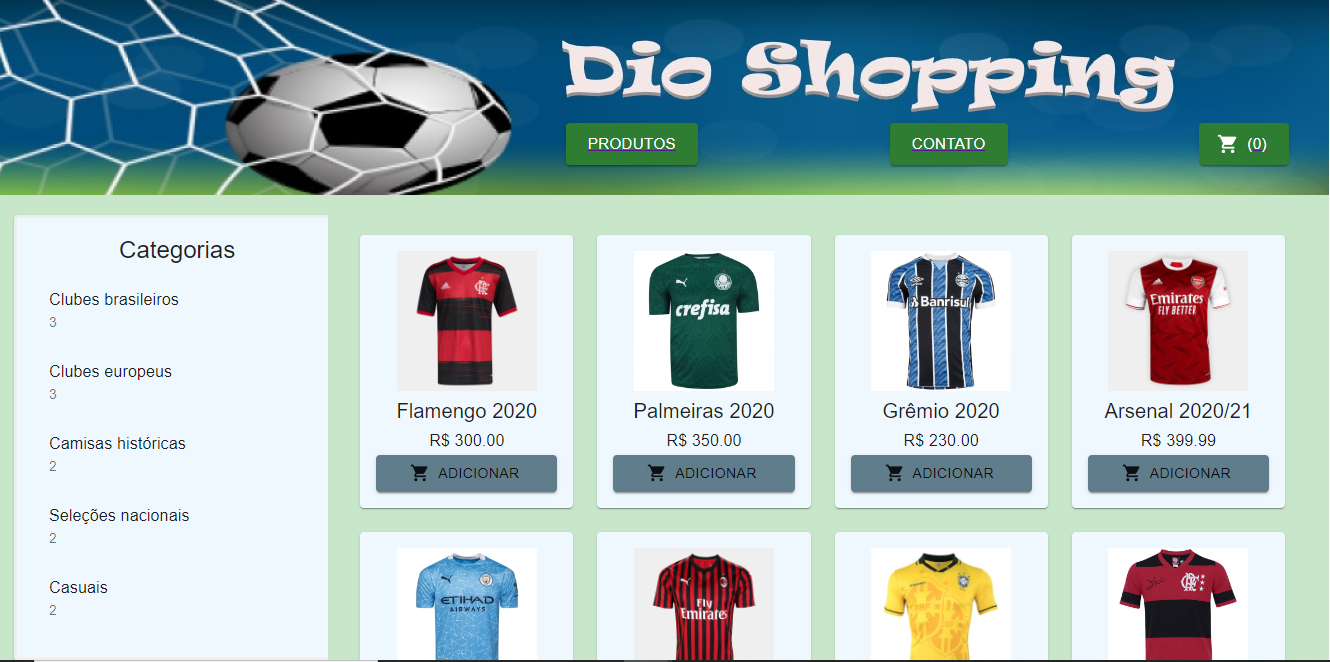 Dio Shopping
PRODUTOS
CONTATO
(0)
Categorias
Clubes brasileiros
3
Clubes europeus
3
Camisas históricas
2
Seleções nacionais
2
Casuais
2
Flamengo 2020
R$ 300.00
ADICIONAR
crefisa
Palmeiras 2020
R$ 350.00
ADICIONAR
Banrisul
Grêmio 2020
R$ 230.00
ADICIONAR
Emirates
FLY BETTER
Arsenal 2020/21
R$ 399.99
ADICIONAR
ETIHAD
AIRWAYS
Fly
Emirates